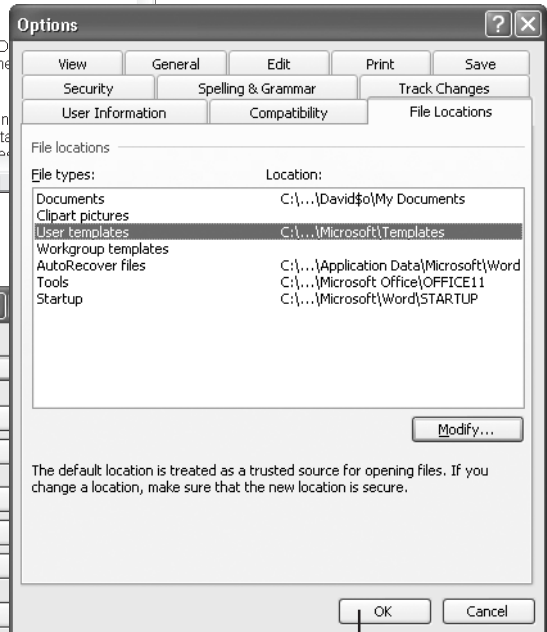 Options
View General Edit Print Save
Security Spelling & Grammar Track Changes
User Information Compatibility File Locations
File locations
File types: Location:
Documents C:\...\David$o\My Documents
Clipart pictures
User templates C:\...\Microsoft\Templates
Workgroup templates
AutoRecover files C:\...\Application Data\Microsoft\Word
Tools C:\...\Microsoft Office\OFFICE11
Startup C:\...\Microsoft\Word\STARTUP
Modify...
The default location is treated as a trusted source for opening files. If you
change a location, make sure that the new location is secure.
OK Cancel